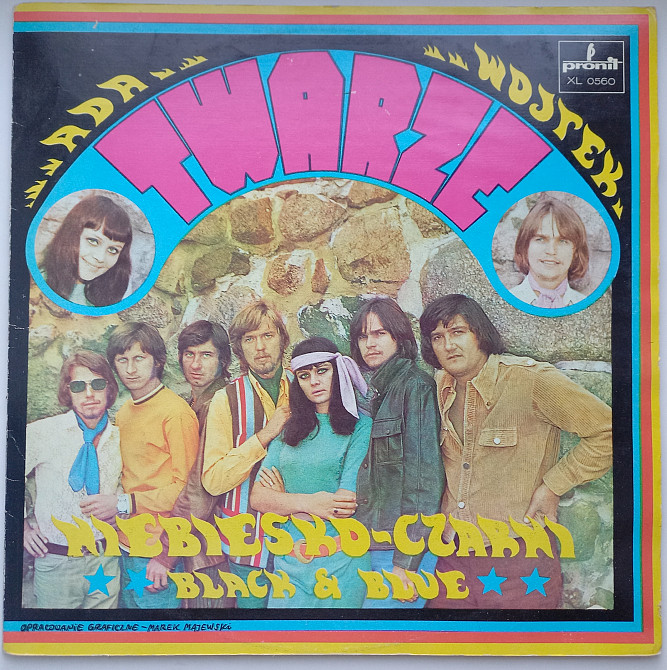 ADA
WOJTEK
TWARZE
pronit
XL 0560
NIEBIESKO-CZARNI
BLACK & BLUE
OPRACOWANIE GRAFICZNE - MAREK MAJEWSKI